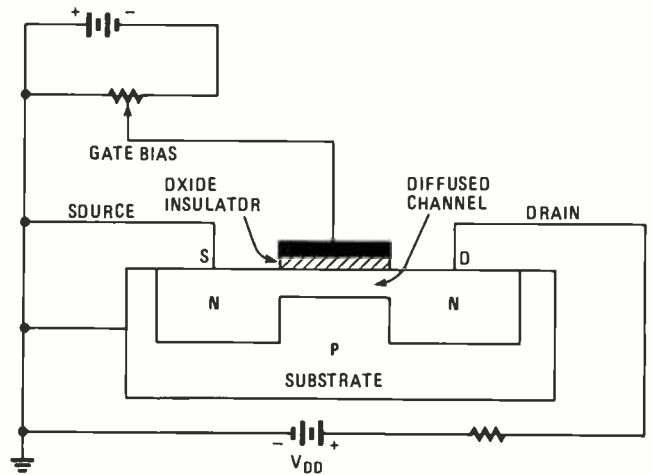 + -
GATE BIAS
OXIDE
INSULATOR
DIFFUSED
CHANNEL
SOURCE
DRAIN
S
D
N
N
P
SUBSTRATE
- +
VDD